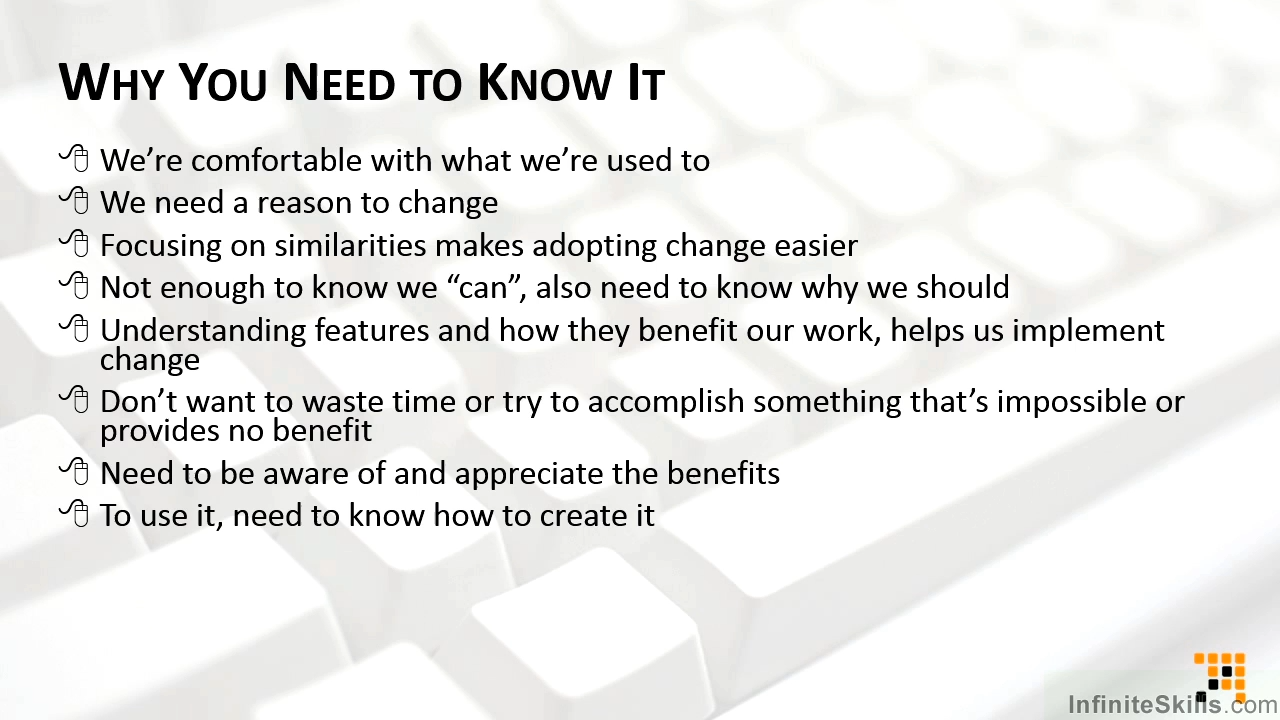 WHY YOU NEED TO KNOW IT
We’re comfortable with what we’re used to
We need a reason to change
Focusing on similarities makes adopting change easier
Not enough to know we “can”, also need to know why we should
Understanding features and how they benefit our work, helps us implement
change
Don’t want to waste time or try to accomplish something that’s impossible or
provides no benefit
Need to be aware of and appreciate the benefits
To use it, need to know how to create it
InfiniteSkills.com